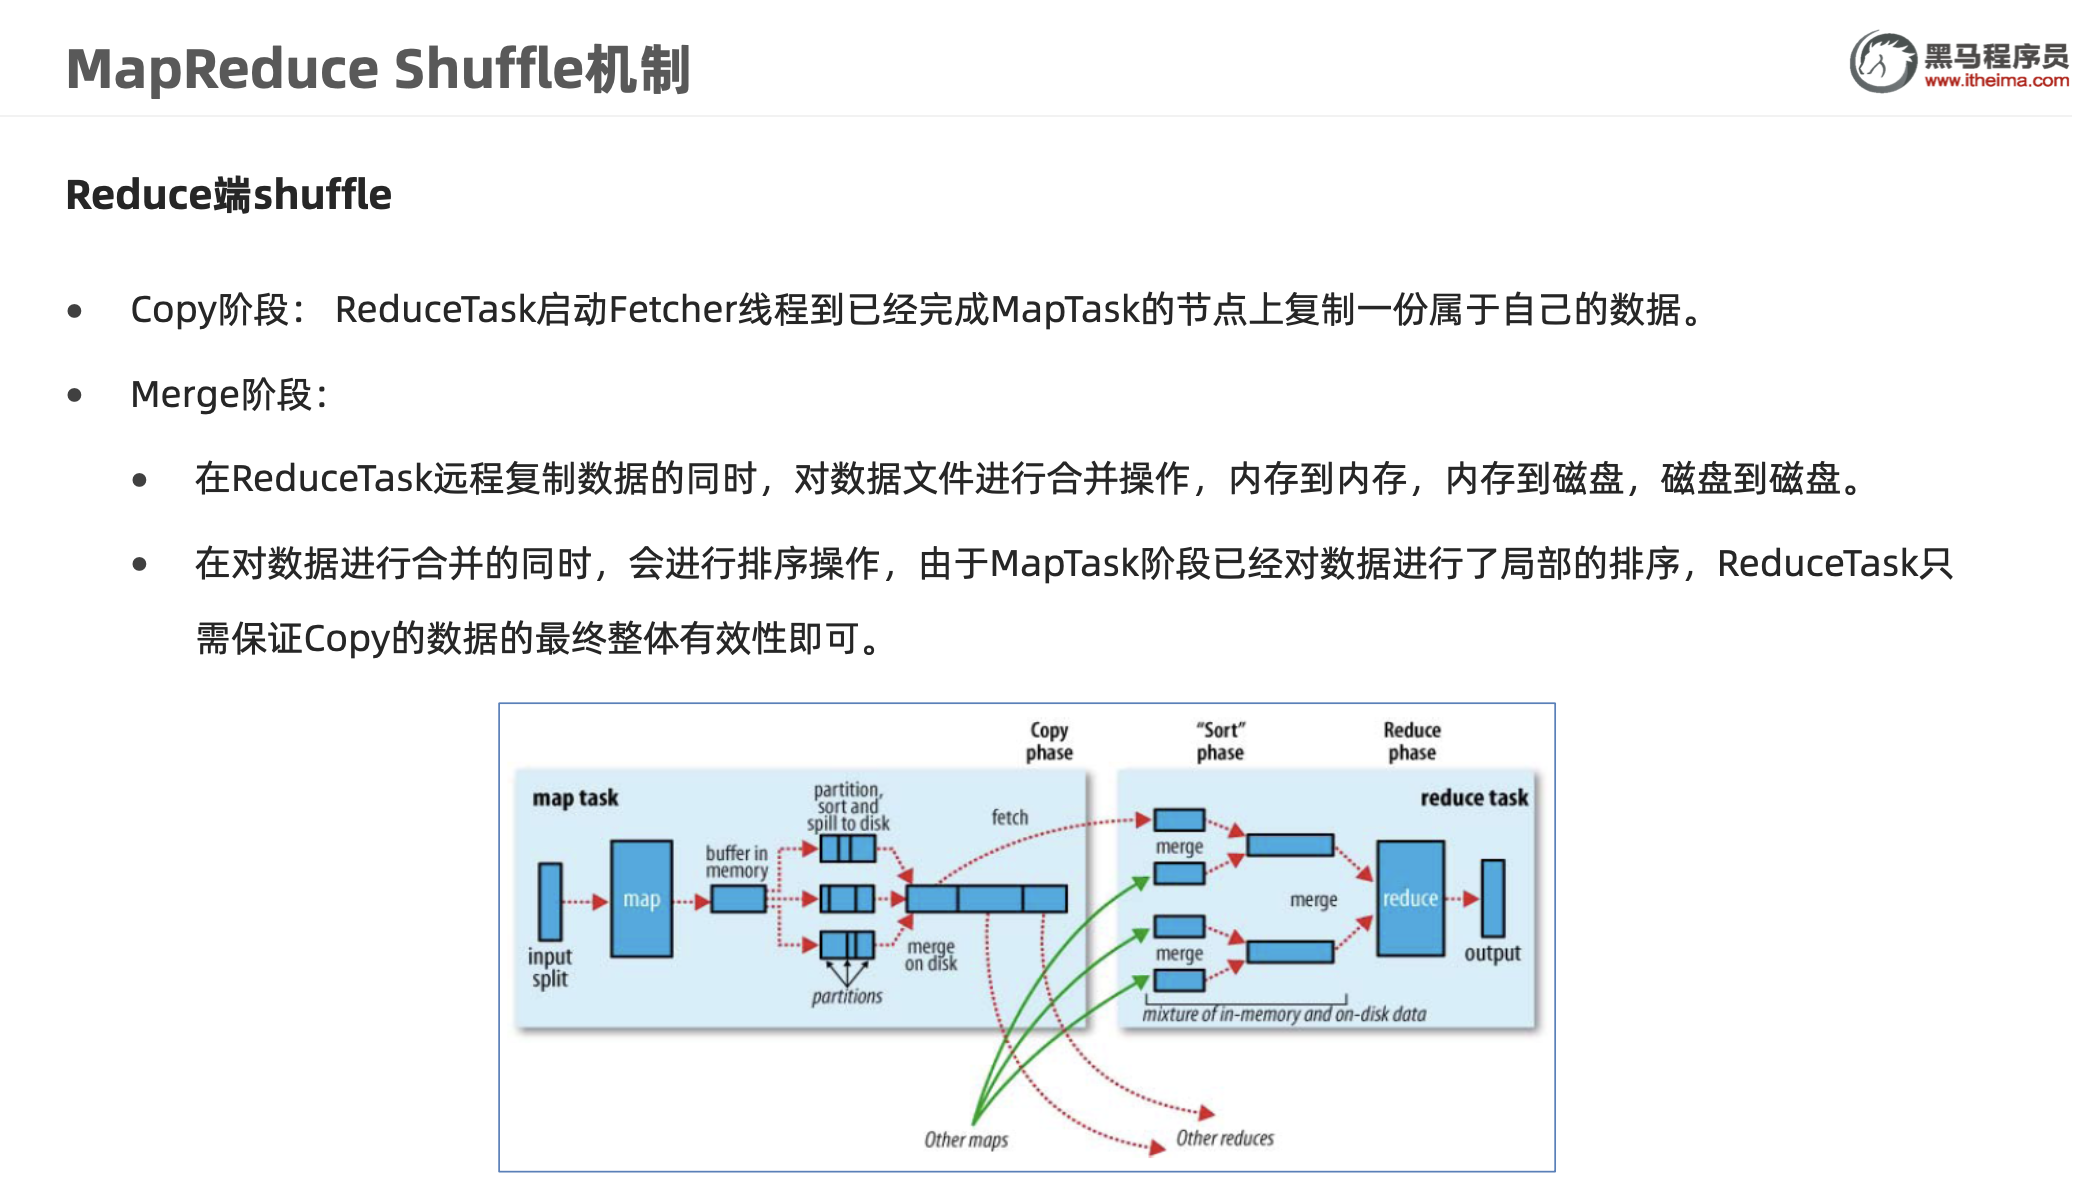 MapReduce Shuffle机制
黑马程序员
www.itheima.com
Reduce端shuffle
• Copy阶段： ReduceTask启动Fetcher线程到已经完成MapTask的节点上复制一份属于自己的数据。
• Merge阶段：
• 在ReduceTask远程复制数据的同时，对数据文件进行合并操作，内存到内存，内存到磁盘，磁盘到磁盘。
• 在对数据进行合并的同时，会进行排序操作，由于MapTask阶段已经对数据进行了局部的排序，ReduceTask只
需保证Copy的数据的最终整体有效性即可。
Copy
phase
“Sort”
phase
Reduce
phase
map task
partition,
sort and
spill to disk
fetch
reduce task
buffer in
memory
merge
map
merge
reduce
input
split
merge
on disk
merge
output
partitions
mixture of in-memory and on-disk data
Other maps
Other reduces